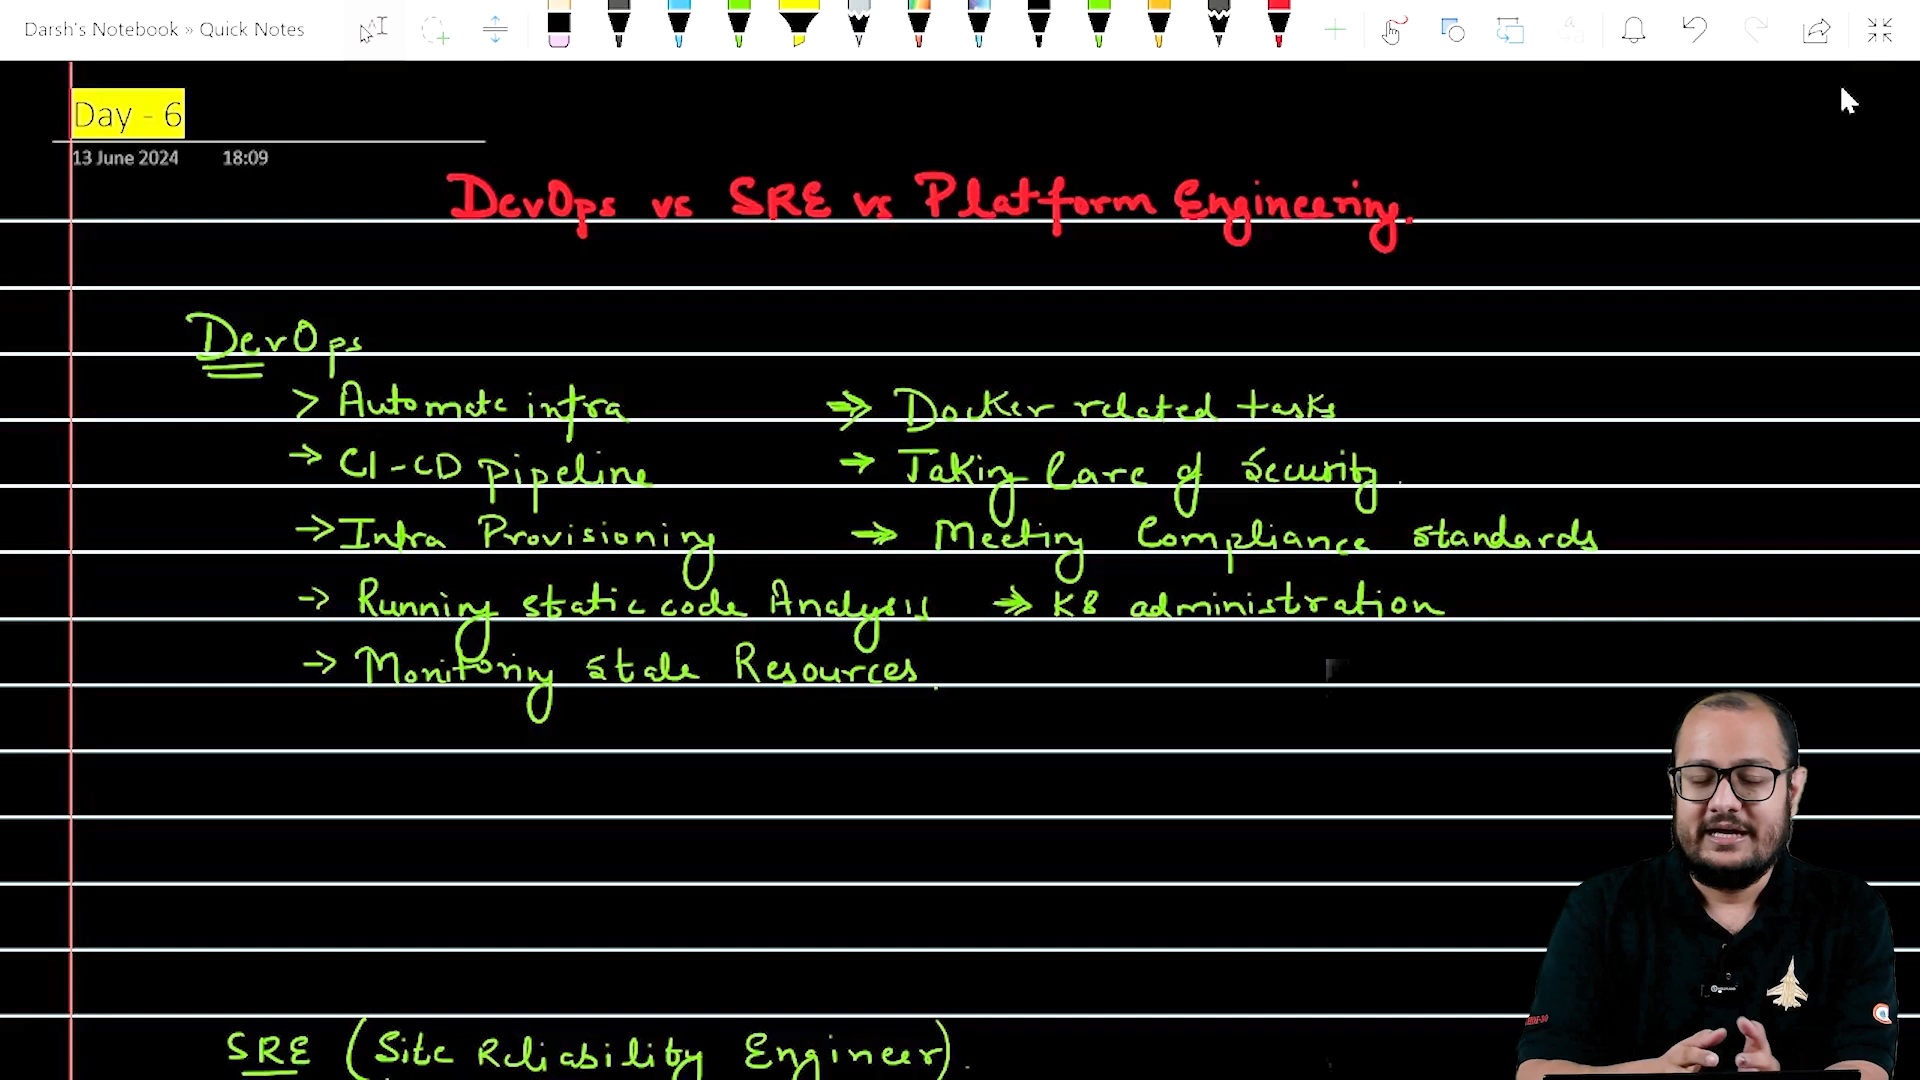 Darsh's Notebook » Quick Notes
Day - 6
13 June 2024 18:09
DevOps vs SRE vs Platform Engineering.
DevOps
> Automate infra
→ CI-CD pipeline
→ Infra Provisioning
→ Running static code Analysis
→ Monitoring stale Resources.
→ Docker related tasks
→ Taking Care of Security.
→ Meeting Compliance standards
→ K8 administration
SRE (Site Reliability Engineer).